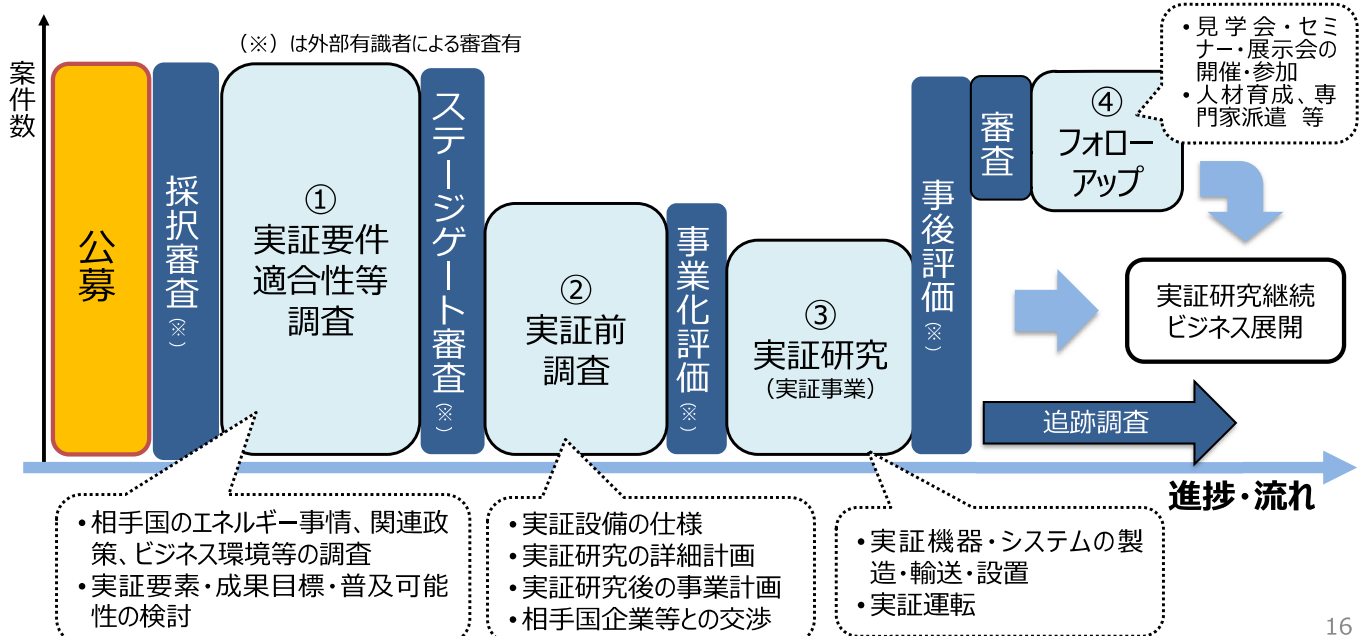 案件数
(※)は外部有識者による審査有
公募
採択審査(※)
①
実証要件
適合性等
調査
ステージゲート審査(※)
②
実証前
調査
事業化評価(※)
③
実証研究
(実証事業)
事後評価(※)
審査
④
フォロー
アップ
•見学会・セミ
ナー・展示会の
開催・参加
•人材育成、専
門家派遣 等
実証研究継続
ビジネス展開
追跡調査
進捗・流れ
•相手国のエネルギー事情、関連政
策、ビジネス環境等の調査
•実証要素・成果目標・普及可能
性の検討
•実証設備の仕様
•実証研究の詳細計画
•実証研究後の事業計画
•相手国企業等との交渉
•実証機器・システムの製
造・輸送・設置
•実証運転
16